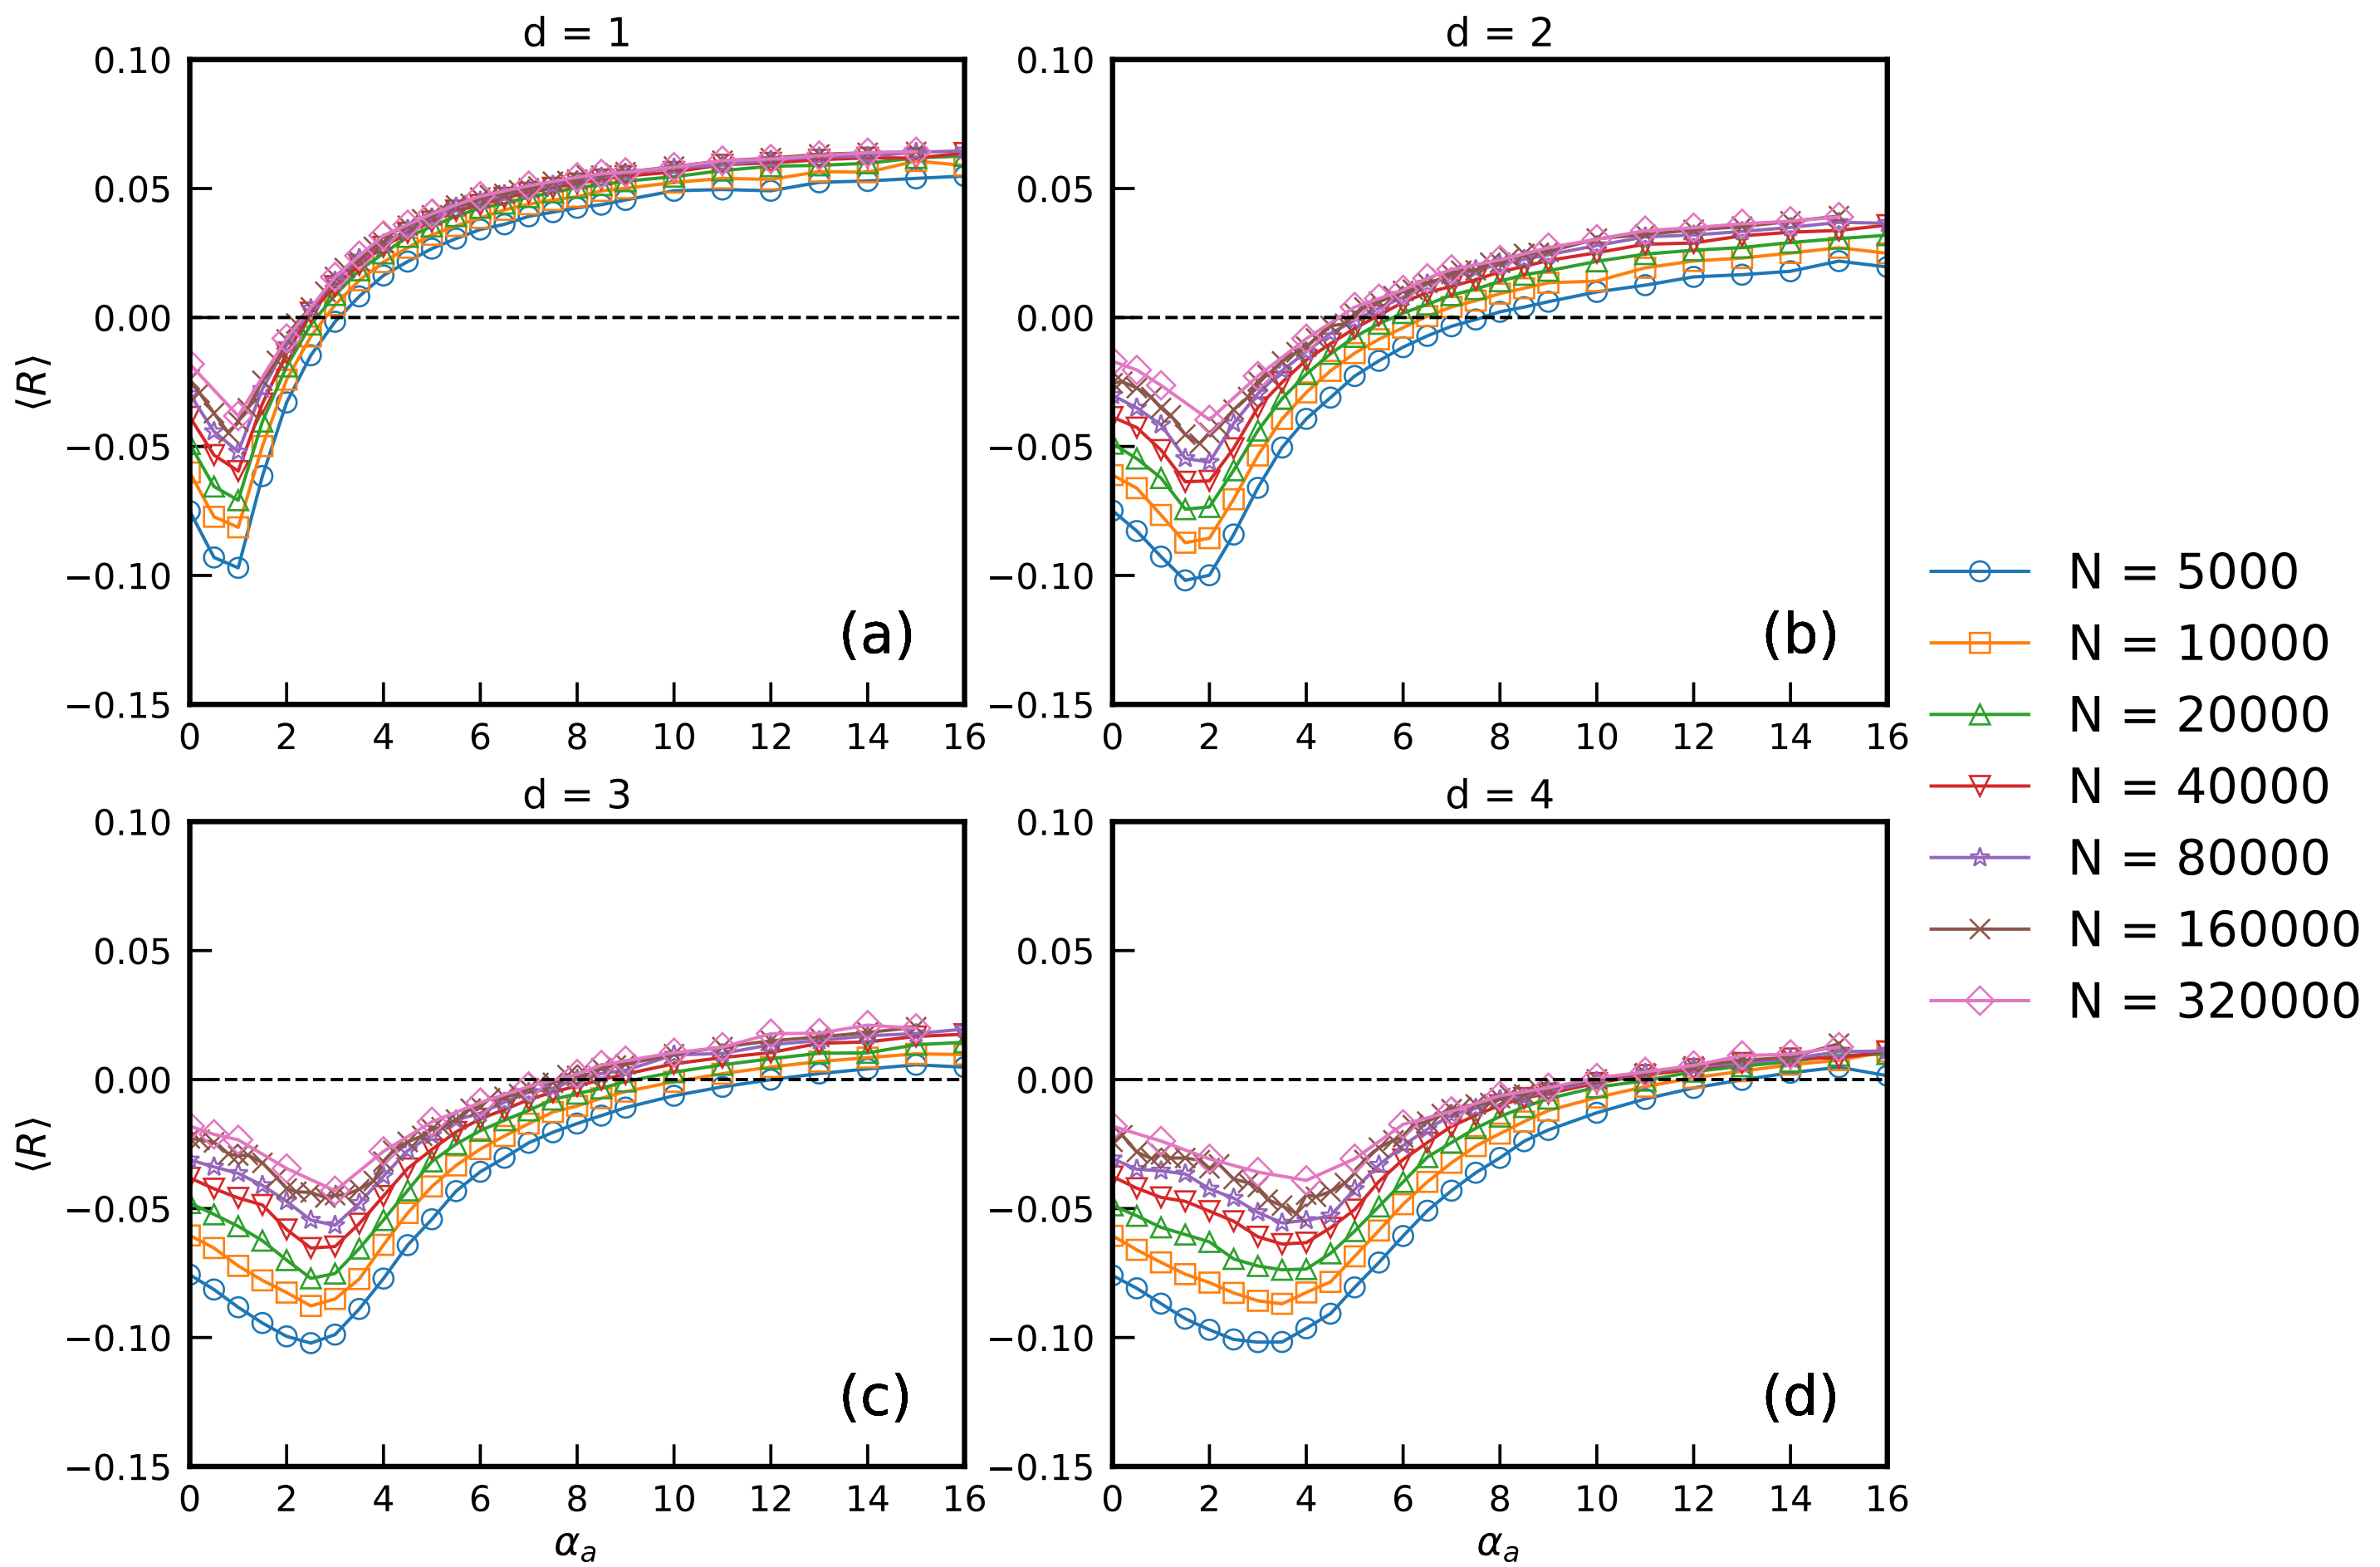 d = 1
0.10
0.05
0.00
−0.05
−0.10
−0.15
⟨R⟩
(a)
0 2 4 6 8 10 12 14 16
d = 2
0.10
0.05
0.00
−0.05
−0.10
−0.15
(b)
0 2 4 6 8 10 12 14 16
d = 3
0.10
0.05
0.00
−0.05
−0.10
−0.15
⟨R⟩
(c)
0 2 4 6 8 10 12 14 16
αa
d = 4
0.10
0.05
0.00
−0.05
−0.10
−0.15
(d)
0 2 4 6 8 10 12 14 16
αa
N = 5000
N = 10000
N = 20000
N = 40000
N = 80000
N = 160000
N = 320000